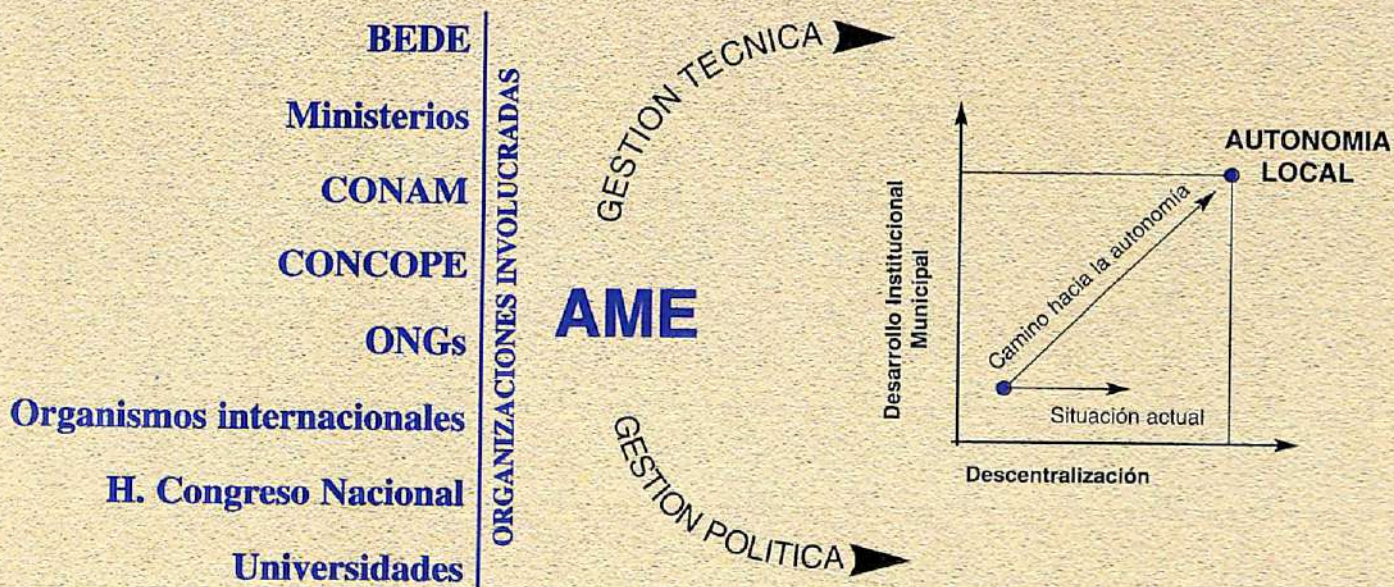 BEDE
Ministerios
CONAM
CONCOPE
ONGs
Organismos internacionales
H. Congreso Nacional
Universidades
ORGANIZACIONES INVOLUCRADAS
GESTION TECNICA
AME
GESTION POLITICA
Desarrollo Institucional
Municipal
AUTONOMIA
LOCAL
Camino hacia la autonomía
Situación actual
Descentralización